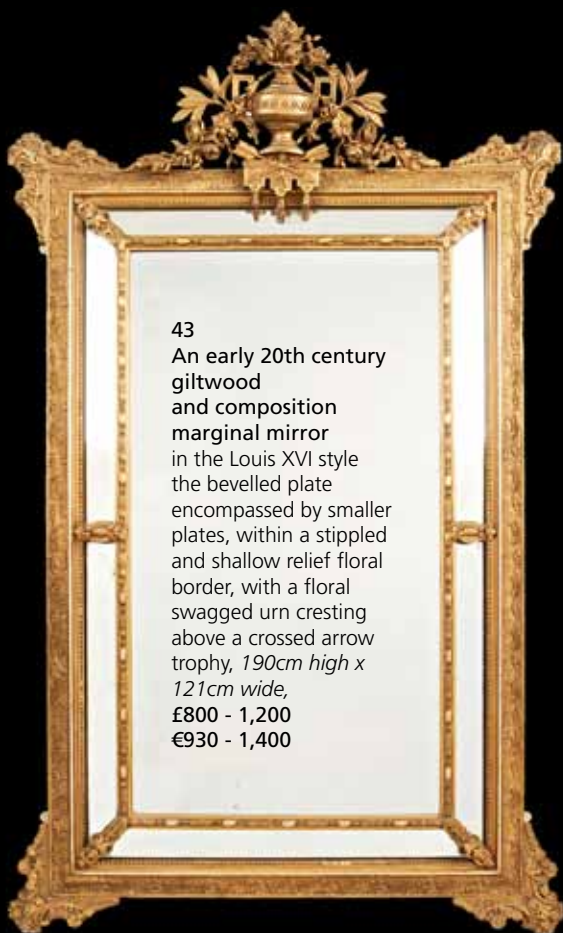 43
An early 20th century
giltwood
and composition
marginal mirror
in the Louis XVI style
the bevelled plate
encompassed by smaller
plates, within a stippled
and shallow relief floral
border, with a floral
swagged urn cresting
above a crossed arrow
trophy, 190cm high x
121cm wide,
£800 - 1,200
€930 - 1,400